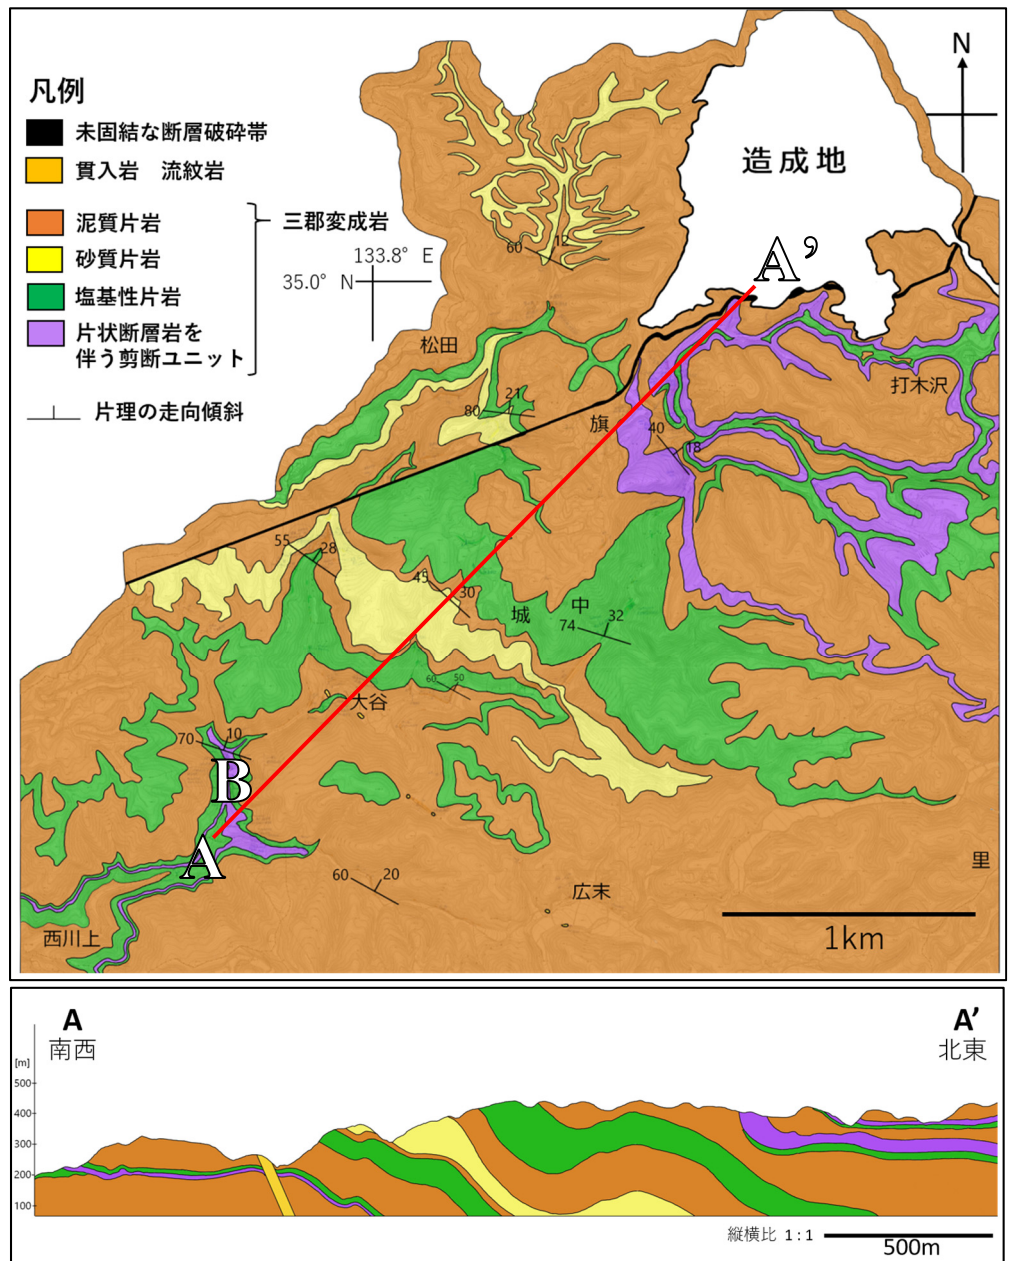 N
凡例
未固結な断層破砕帯
貫入岩　流紋岩
泥質片岩
砂質片岩
塩基性片岩
片状断層岩を
伴う剪断ユニット
三郡変成岩
片理の走向傾斜
133.8° E
35.0° N
造成地
A’
60
12
松田
打木沢
80
21
旗
40
18
55
28
45
30
城
中
74
32
60
50
大谷
70
10
B
A
60
20
広末
里
西川上
1km
A
南西
A’
北東
[m]
500
400
300
200
100
縦横比 1 : 1
500m